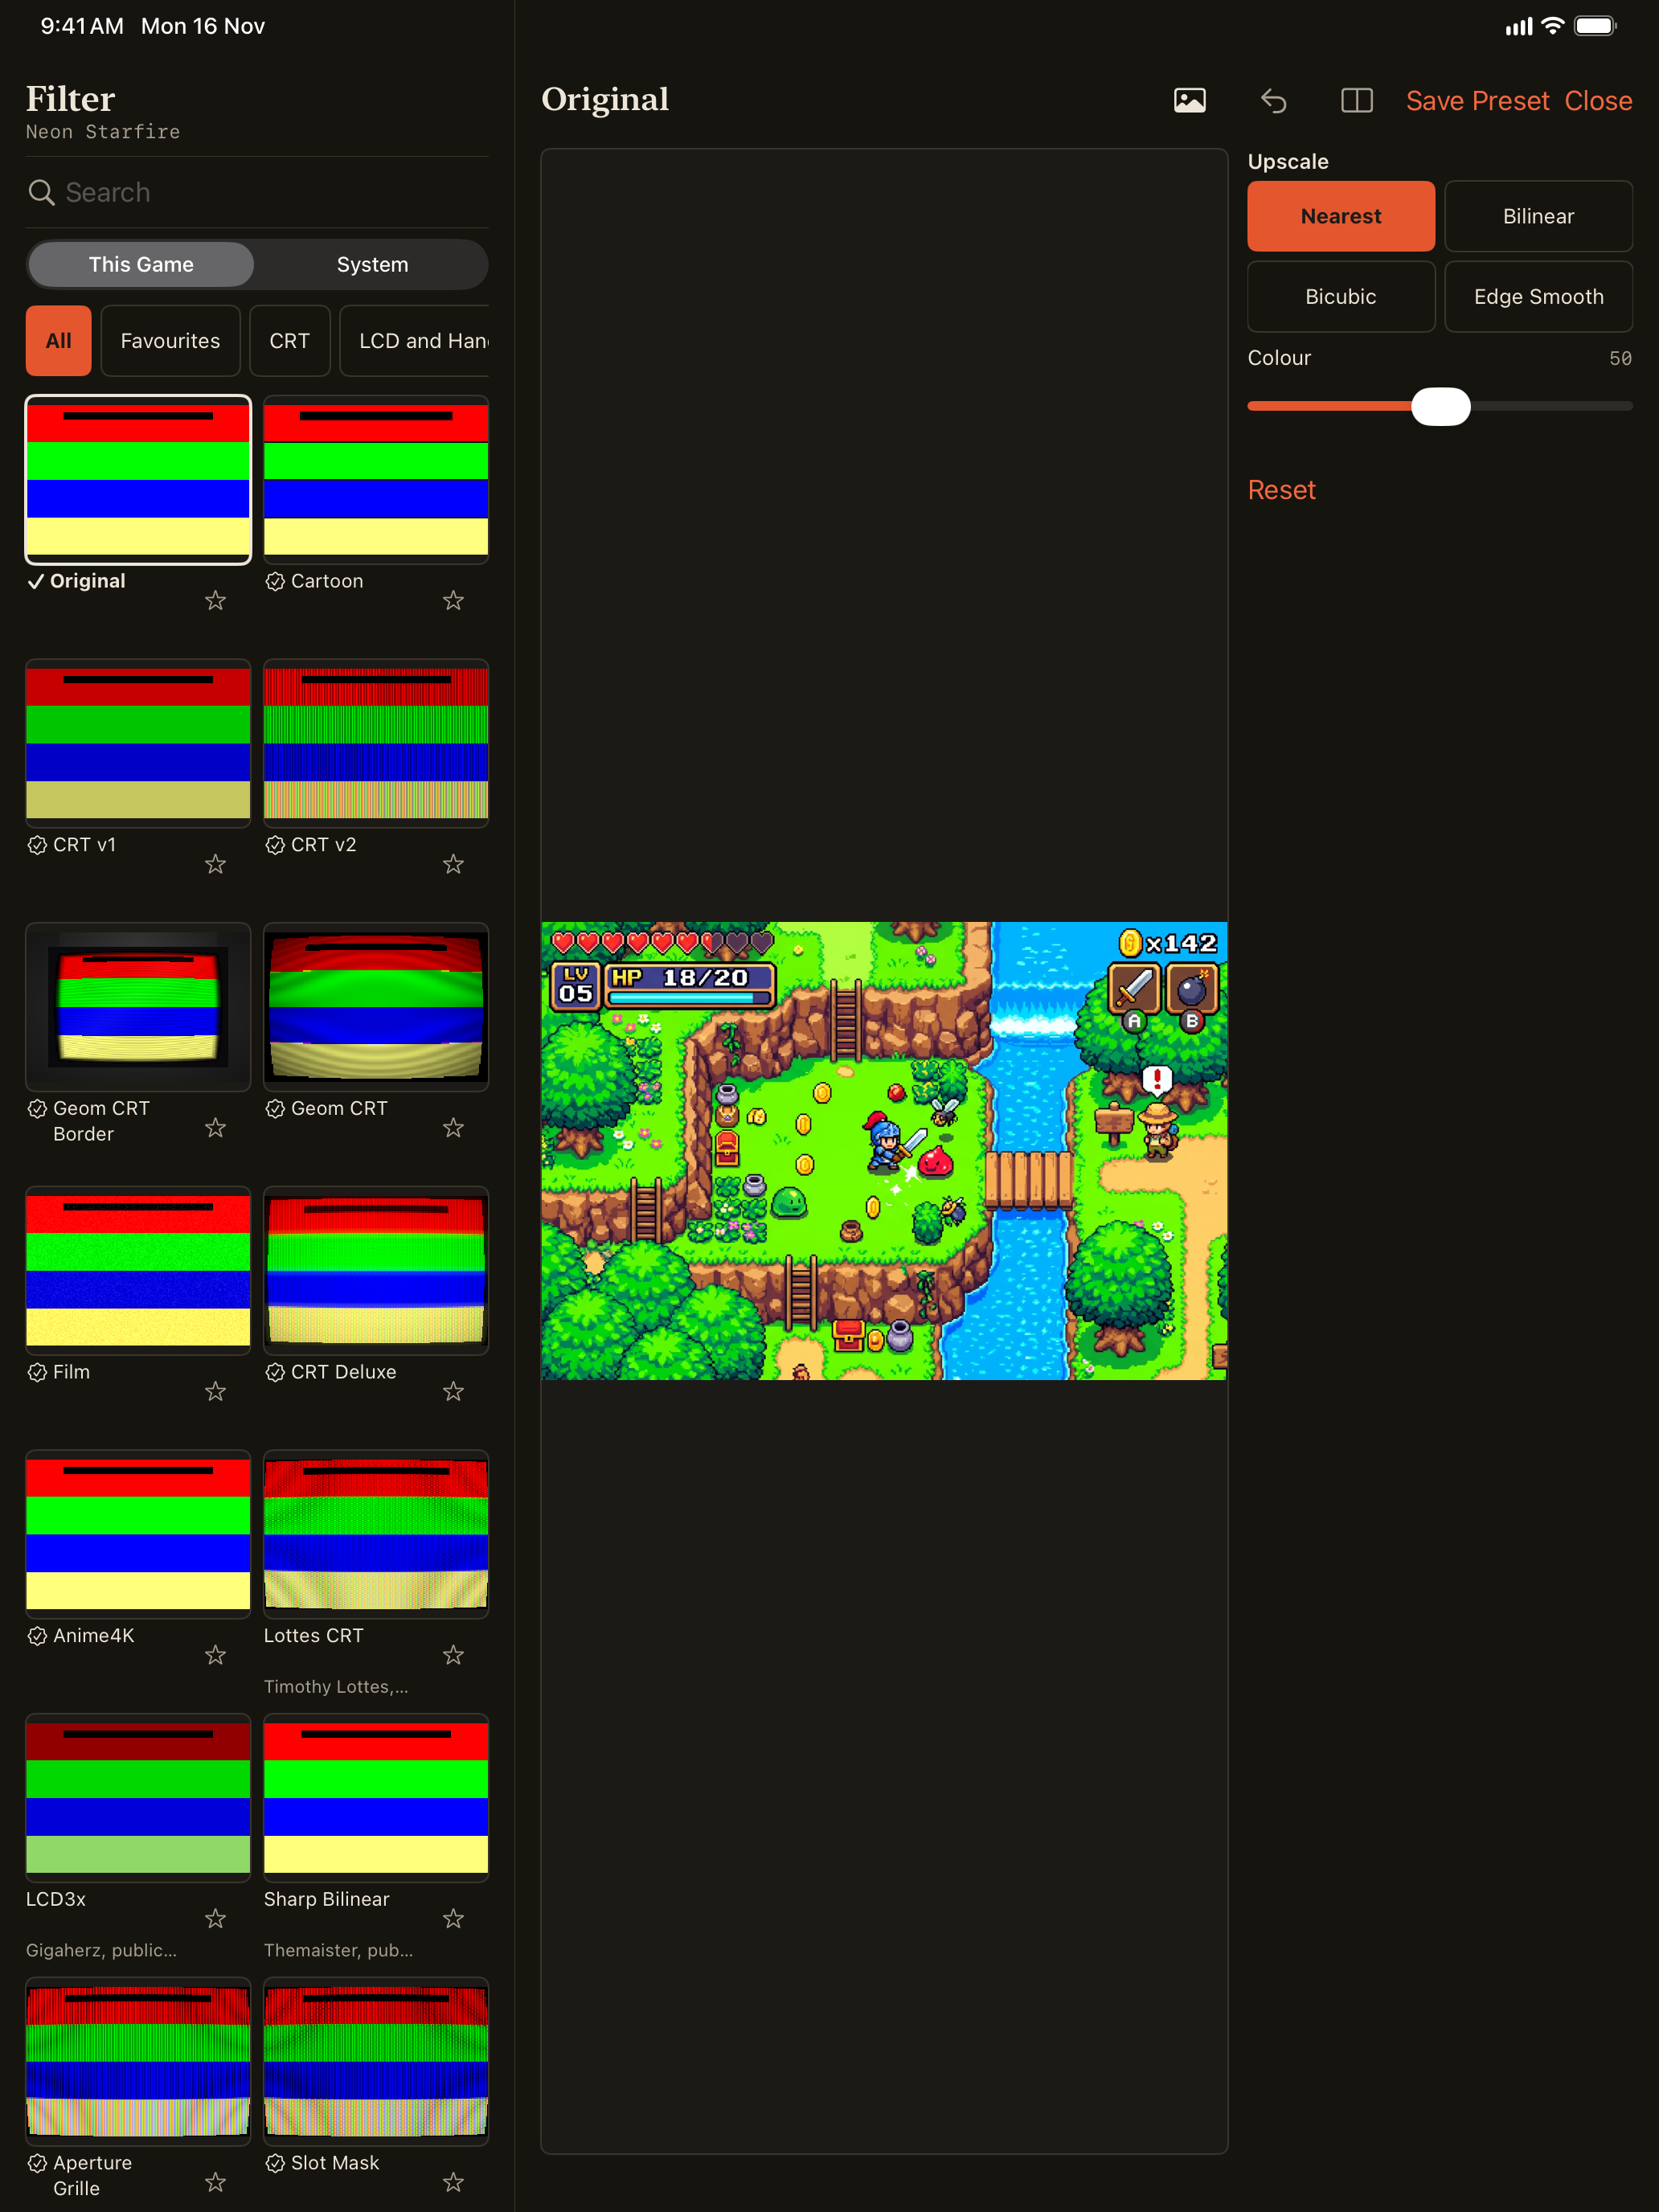 9:41 AM Mon 16 Nov
Filter
Neon Starfire
Search
This Game
System
All
Favourites
CRT
LCD and Han
Original
Cartoon
CRT v1
CRT v2
Geom CRT
Border
Geom CRT
Film
CRT Deluxe
Anime4K
Lottes CRT
Timothy Lottes,...
LCD3x
Gigaherz, public...
Sharp Bilinear
Themaister, pub...
Aperture
Grille
Slot Mask
Original
LV
05
HP 18/20
x142
A
B
!
Save Preset
Close
Upscale
Nearest
Bilinear
Bicubic
Edge Smooth
Colour
50
Reset